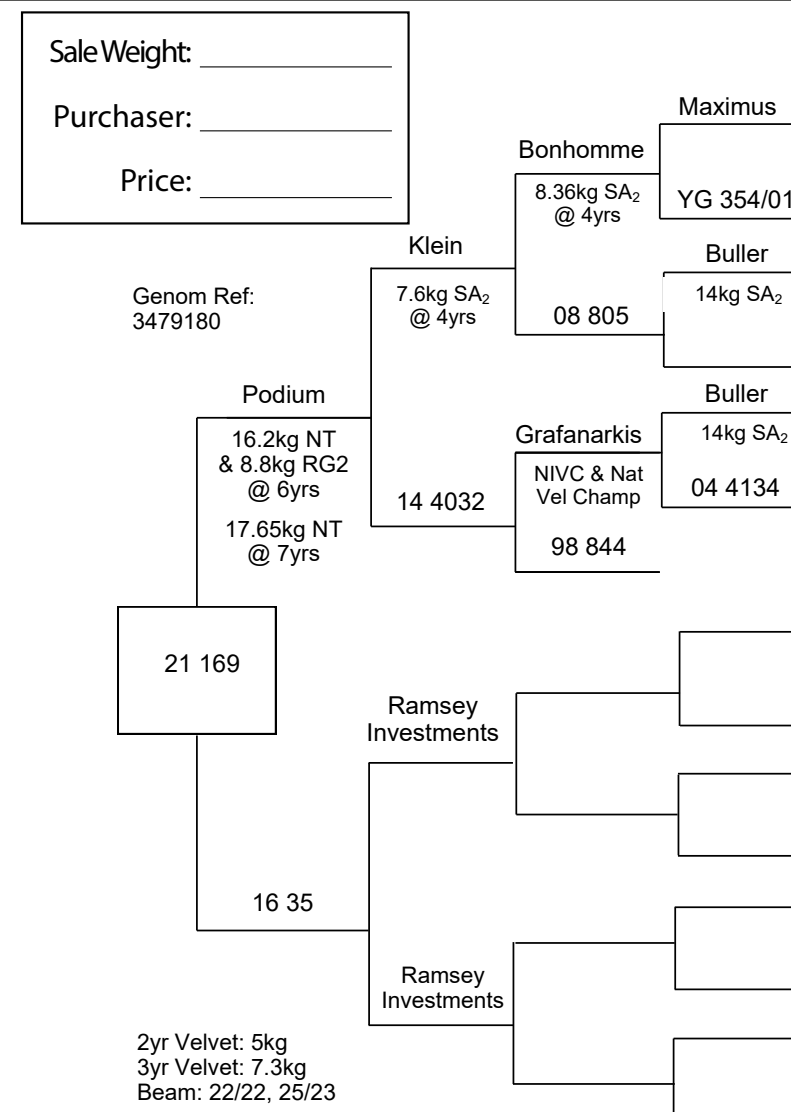 Sale Weight:
Purchaser:
Price:
Maximus
Bonhomme
8.36kg SA₂
@ 4yrs
YG 354/01
Klein
Buller
7.6kg SA₂
@ 4yrs
14kg SA₂
Genom Ref:
3479180
08 805
Podium
Buller
16.2kg NT
& 8.8kg RG2
@ 6yrs
17.65kg NT
@ 7yrs
Grafanarkis
14kg SA₂
NIVC & Nat
Vel Champ
04 4134
14 4032
98 844
21 169
Ramsey
Investments
16 35
Ramsey
Investments
2yr Velvet: 5kg
3yr Velvet: 7.3kg
Beam: 22/22, 25/23